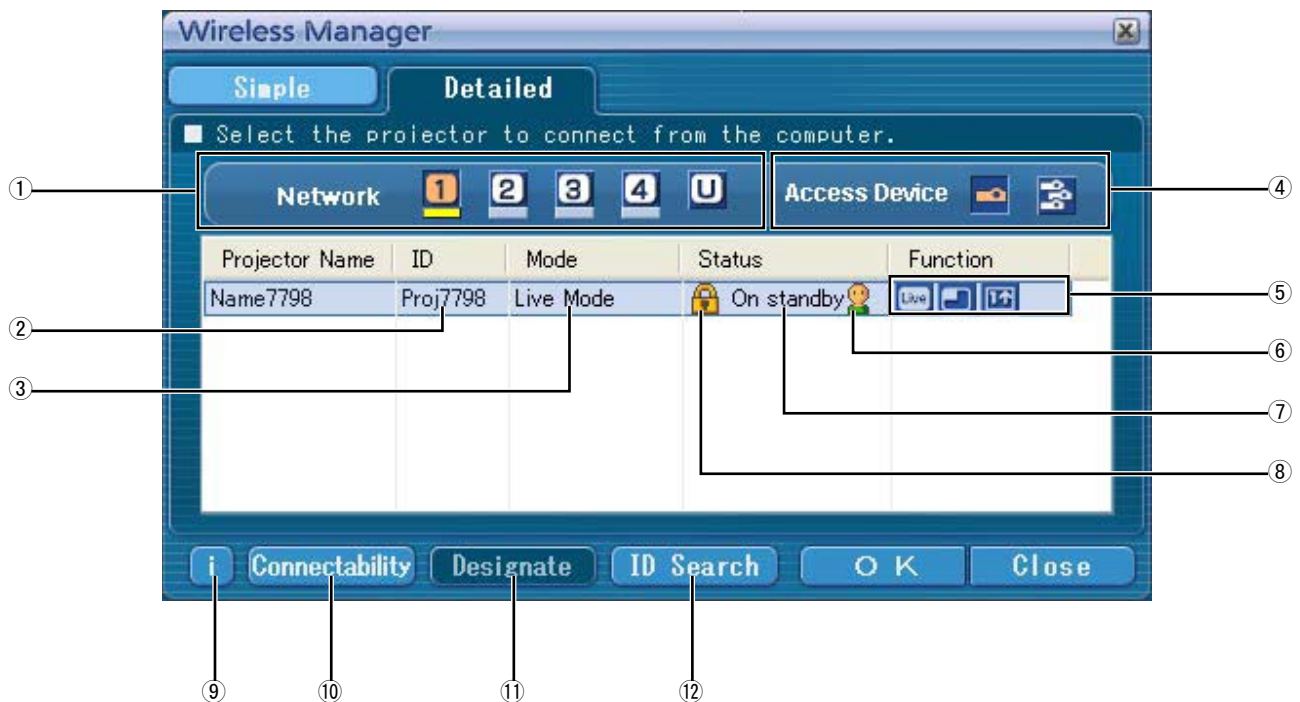 Wireless Manager
Simple Detailed
Select the projector to connect from the computer.
① Network 1 2 3 4 U Access Device ④
Projector Name ID Mode Status Function
Name7798 Proj7798 Live Mode On standby Live ⑤
②
⑥
③
⑦
⑧
i Connectability Designate ID Search OK Close
⑨ ⑩ ⑪ ⑫